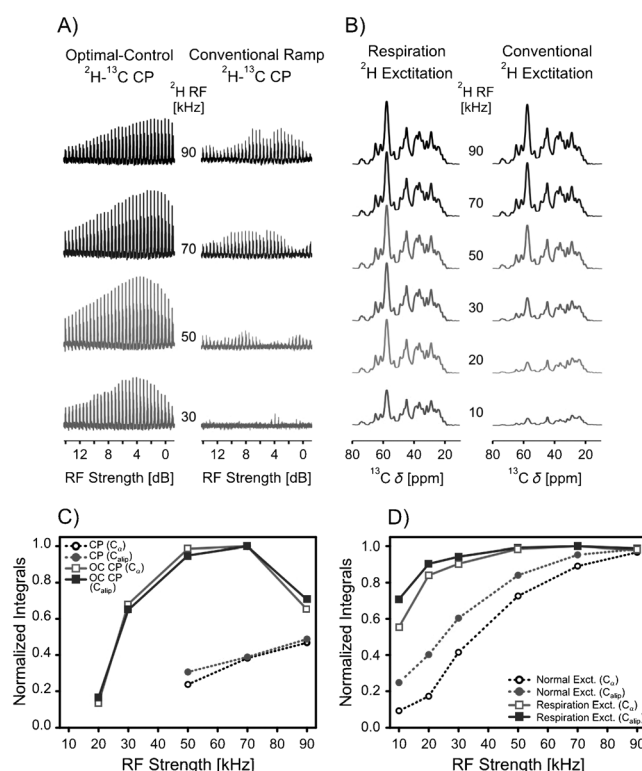 A)
Optimal-Control
²H-¹³C CP
Conventional Ramp
²H-¹³C CP
²H RF
[kHz]
90
70
50
30
12 8 4 0
12 8 4 0
RF Strength [dB]
RF Strength [dB]
B)
Respiration
²H Exctitation
Conventional
²H Exctitation
²H RF
[kHz]
90
70
50
30
20
10
80 60 40 20
80 60 40 20
¹³C δ [ppm]
¹³C δ [ppm]
C)
Normalized Integrals
1.0
0.8
0.6
0.4
0.2
0.0
CP (Cα)
CP (Calip)
OC CP (Cα)
OC CP
(Calip)
10 20 30 40 50 60 70 80 90
RF Strength [kHz]
D)
Normalized Integrals
1.0
0.8
0.6
0.4
0.2
0.0
Normal Exct. (Cα)
Normal Exct. (Calip)
Respiration Exct. (Cα)
Respiration Exct. (Calip)
10 20 30 40 50 60 70 80 90
RF Strength [kHz]